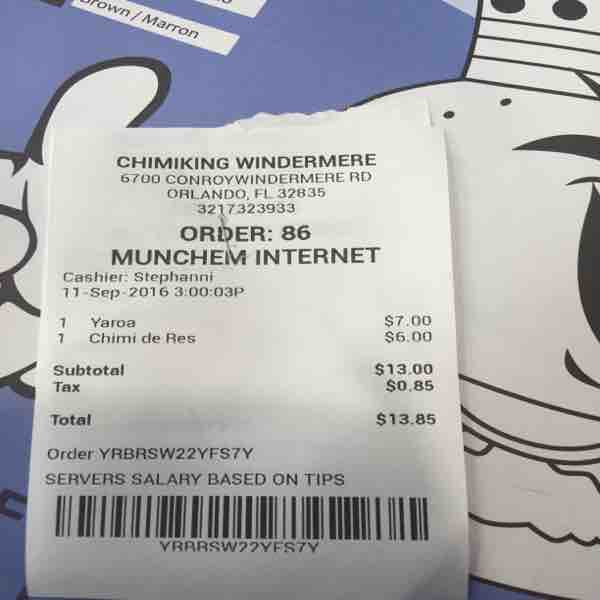 Brown / Marron
CHIMIKING WINDERMERE
6700 CONROYWINDERMERE RD
ORLANDO, FL 32835
3217323933
ORDER: 86
MUNCHEM INTERNET
Cashier: Stephanni
11-Sep-2016 3:00:03P
1 Yaroa $7.00
1 Chimi de Res $6.00
Subtotal $13.00
Tax $0.85
Total $13.85
Order YRBRSW22YFS7Y
SERVERS SALARY BASED ON TIPS
YRBRSW22YFS7Y